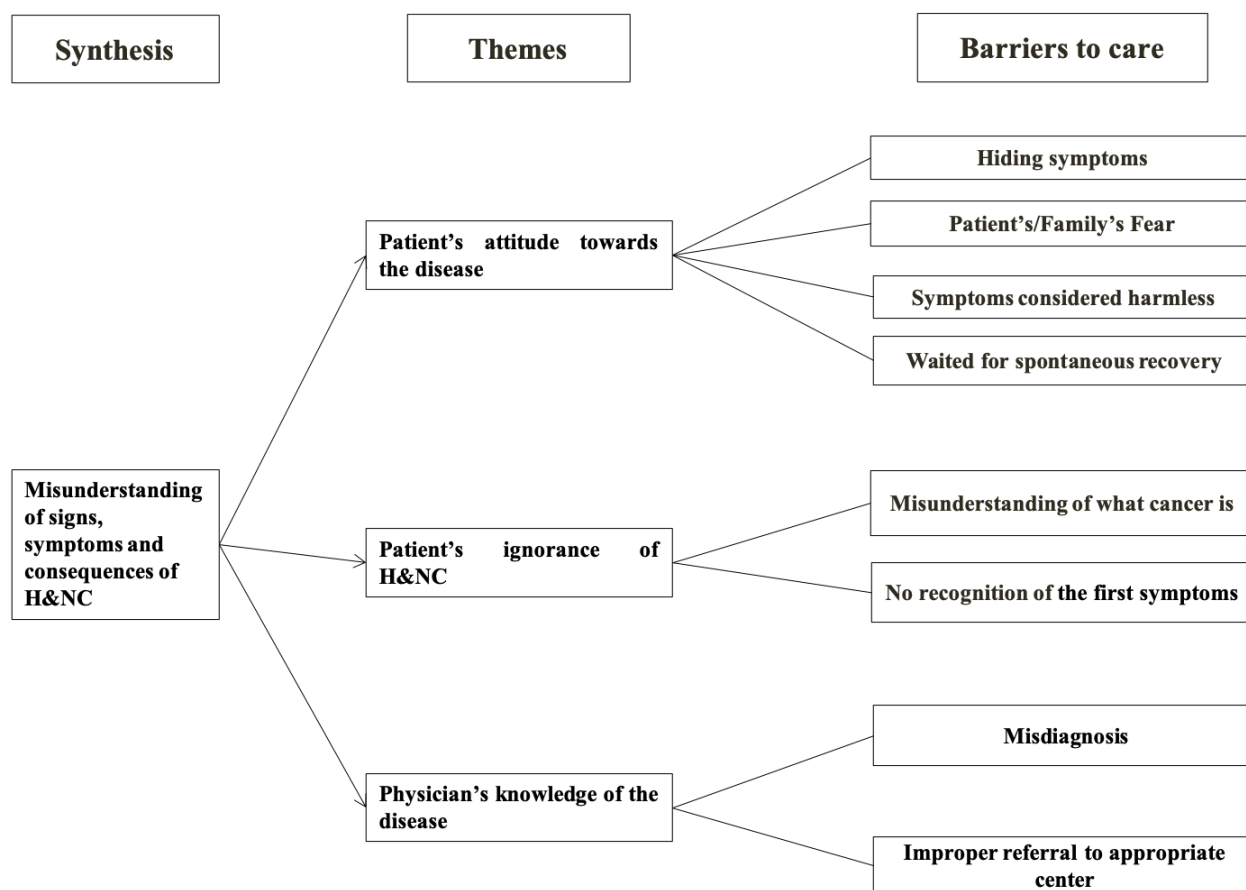 Synthesis
Themes
Barriers to care
Hiding symptoms
Patient's/Family's Fear
Patient's attitude towards
the disease
Symptoms considered harmless
Waited for spontaneous recovery
Misunderstanding
of signs,
symptoms and
consequences of
H&NC
Patient's ignorance of
H&NC
Misunderstanding of what cancer is
No recognition of the first symptoms
Physician's knowledge of the
disease
Misdiagnosis
Improper referral to appropriate
center